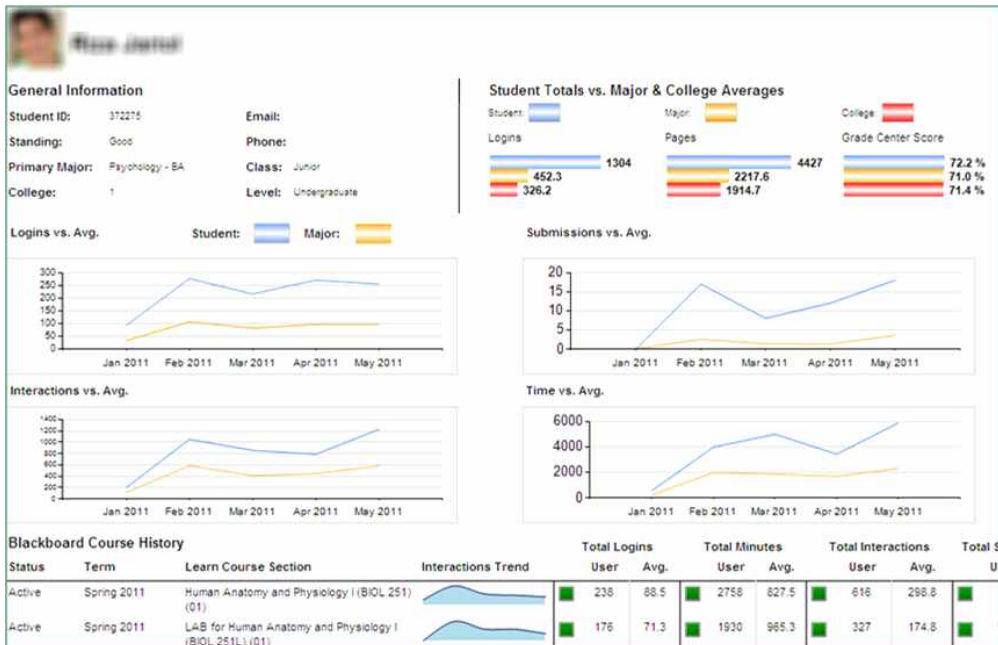 General Information
Student ID: 372275 Email:
Standing: Good Phone:
Primary Major: Psychology - BA Class: Junior
College: 1 Level: Undergraduate
Student Totals vs. Major & College Averages
Student: Major: College:
Logins Pages Grade Center Score
1304 4427 72.2 %
452.3 2217.6 71.0 %
326.2 1914.7 71.4 %
Logins vs. Avg. Student: Major:
300
250
200
150
100
50
0
Jan 2011 Feb 2011 Mar 2011 Apr 2011 May 2011
Submissions vs. Avg.
20
15
10
5
0
Jan 2011 Feb 2011 Mar 2011 Apr 2011 May 2011
Interactions vs. Avg.
1400
1200
1000
800
600
400
200
0
Jan 2011 Feb 2011 Mar 2011 Apr 2011 May 2011
Time vs. Avg.
6000
4000
2000
0
Jan 2011 Feb 2011 Mar 2011 Apr 2011 May 2011
Blackboard Course History
Total Logins Total Minutes Total Interactions Total S
Status Term Learn Course Section Interactions Trend User Avg. User Avg. User Avg. U
Active Spring 2011 Human Anatomy and Physiology I (BIOL 251) 238 88.5 2758 827.5 616 298.8
(01)
Active Spring 2011 LAB for Human Anatomy and Physiology I 176 71.3 1930 965.3 327 174.8
(BIOL 251L) (01)